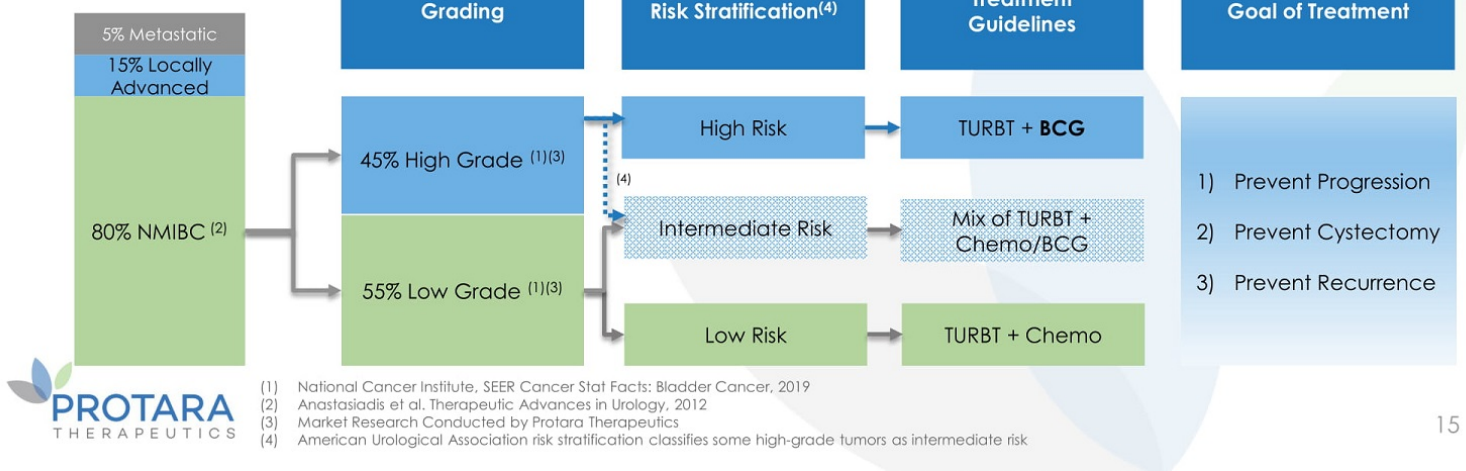 Grading
Risk Stratification(4)
Treatment
Guidelines
Goal of Treatment
5% Metastatic
15% Locally
Advanced
80% NMIBC (2)
45% High Grade (1)(3)
55% Low Grade (1)(3)
(4)
High Risk
Intermediate Risk
Low Risk
TURBT + BCG
Mix of TURBT +
Chemo/BCG
TURBT + Chemo
1) Prevent Progression
2) Prevent Cystectomy
3) Prevent Recurrence
PROTARA
THERAPEUTICS
(1) National Cancer Institute, SEER Cancer Stat Facts: Bladder Cancer, 2019
(2) Anastasiadis et al. Therapeutic Advances in Urology, 2012
(3) Market Research Conducted by Protara Therapeutics
(4) American Urological Association risk stratification classifies some high-grade tumors as intermediate risk
15